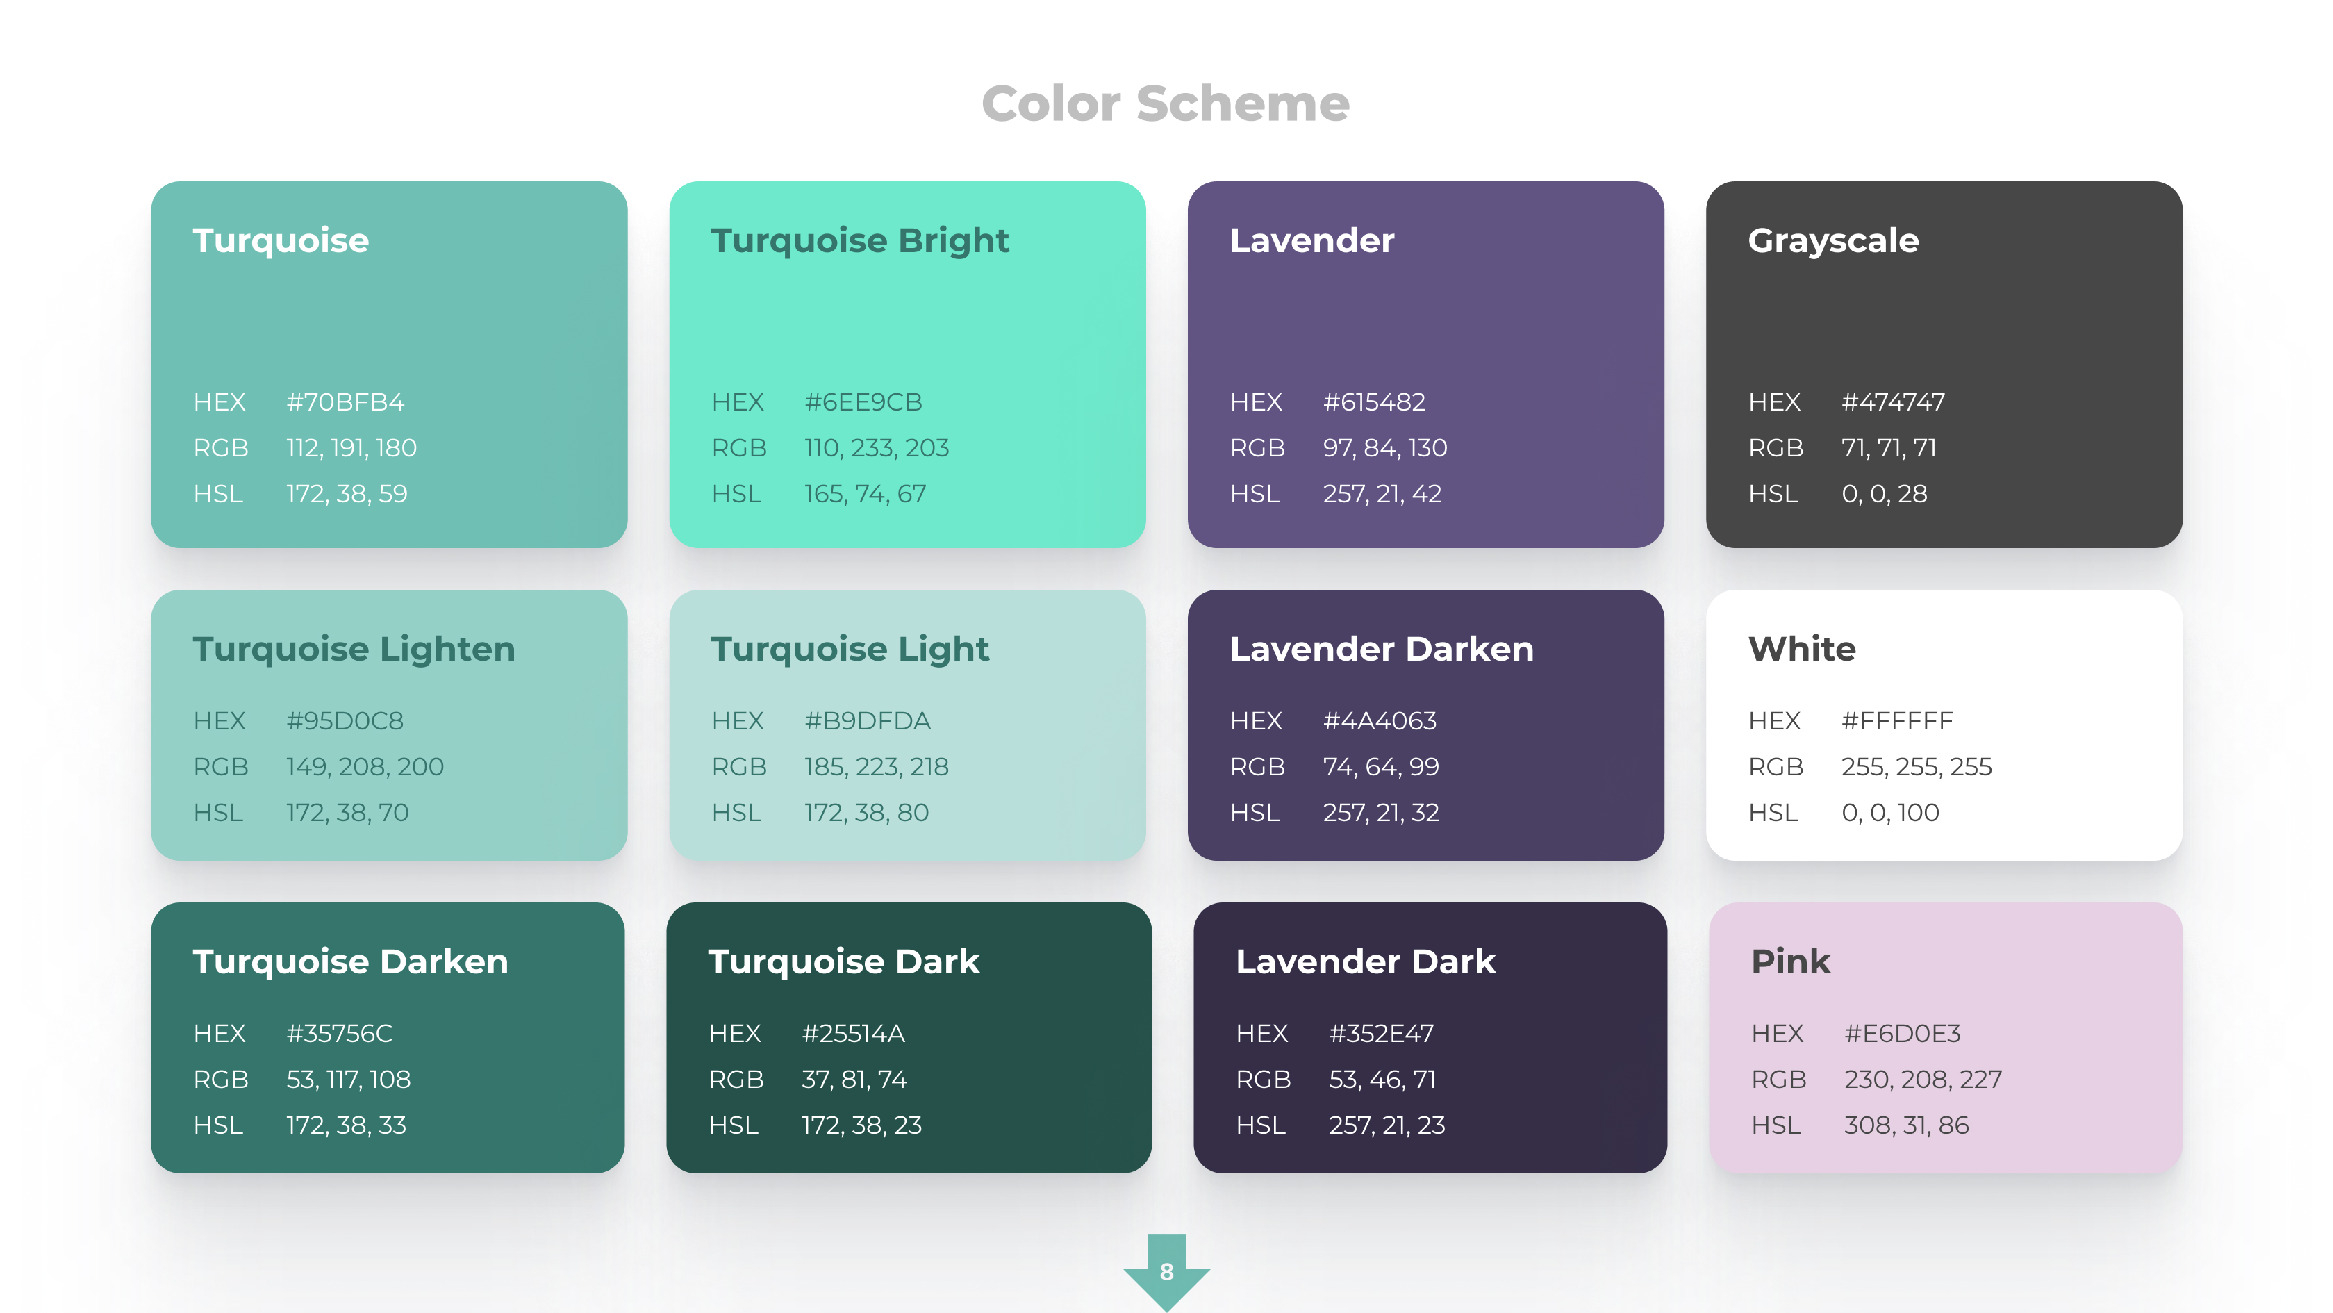 Color Scheme
Turquoise
HEX #70BFB4
RGB 112, 191, 180
HSL 172, 38, 59
Turquoise Bright
HEX #6EE9CB
RGB 110, 233, 203
HSL 165, 74, 67
Lavender
HEX #615482
RGB 97, 84, 130
HSL 257, 21, 42
Grayscale
HEX #474747
RGB 71, 71, 71
HSL 0, 0, 28
Turquoise Lighten
HEX #95D0C8
RGB 149, 208, 200
HSL 172, 38, 70
Turquoise Light
HEX #B9DFDA
RGB 185, 223, 218
HSL 172, 38, 80
Lavender Darken
HEX #4A4063
RGB 74, 64, 99
HSL 257, 21, 32
White
HEX #FFFFFF
RGB 255, 255, 255
HSL 0, 0, 100
Turquoise Darken
HEX #35756C
RGB 53, 117, 108
HSL 172, 38, 33
Turquoise Dark
HEX #25514A
RGB 37, 81, 74
HSL 172, 38, 23
Lavender Dark
HEX #352E47
RGB 53, 46, 71
HSL 257, 21, 23
Pink
HEX #E6D0E3
RGB 230, 208, 227
HSL 308, 31, 86
8